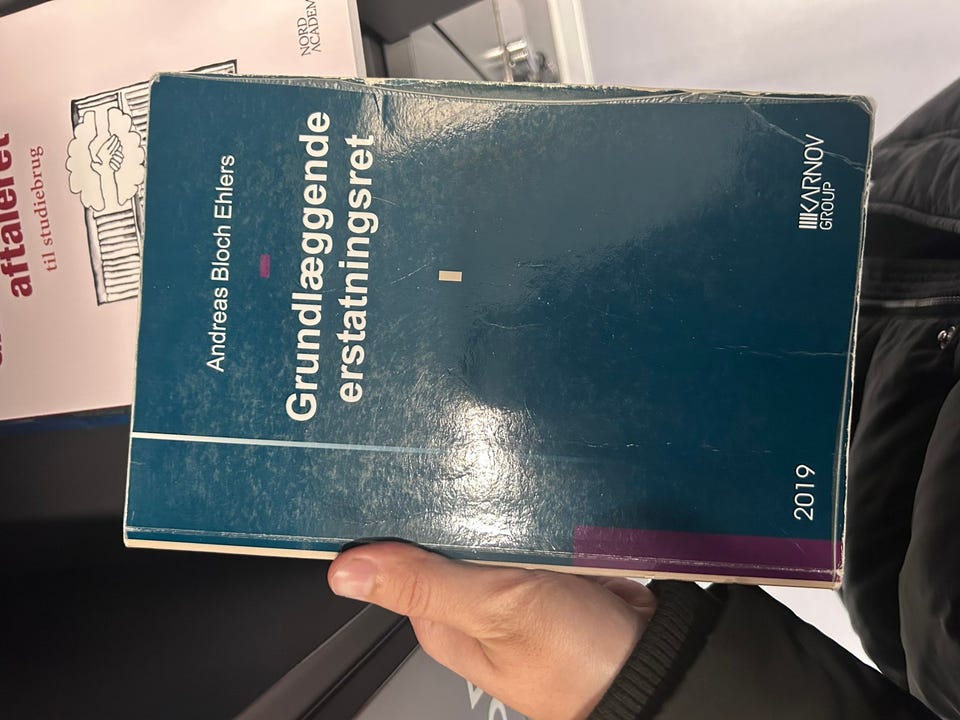 Andreas Bloch Ehlers
Grundlæggende
erstatningsret
KARNOV
GROUP
2019
aftaleret
til studiebrug
NORD
ACADEM